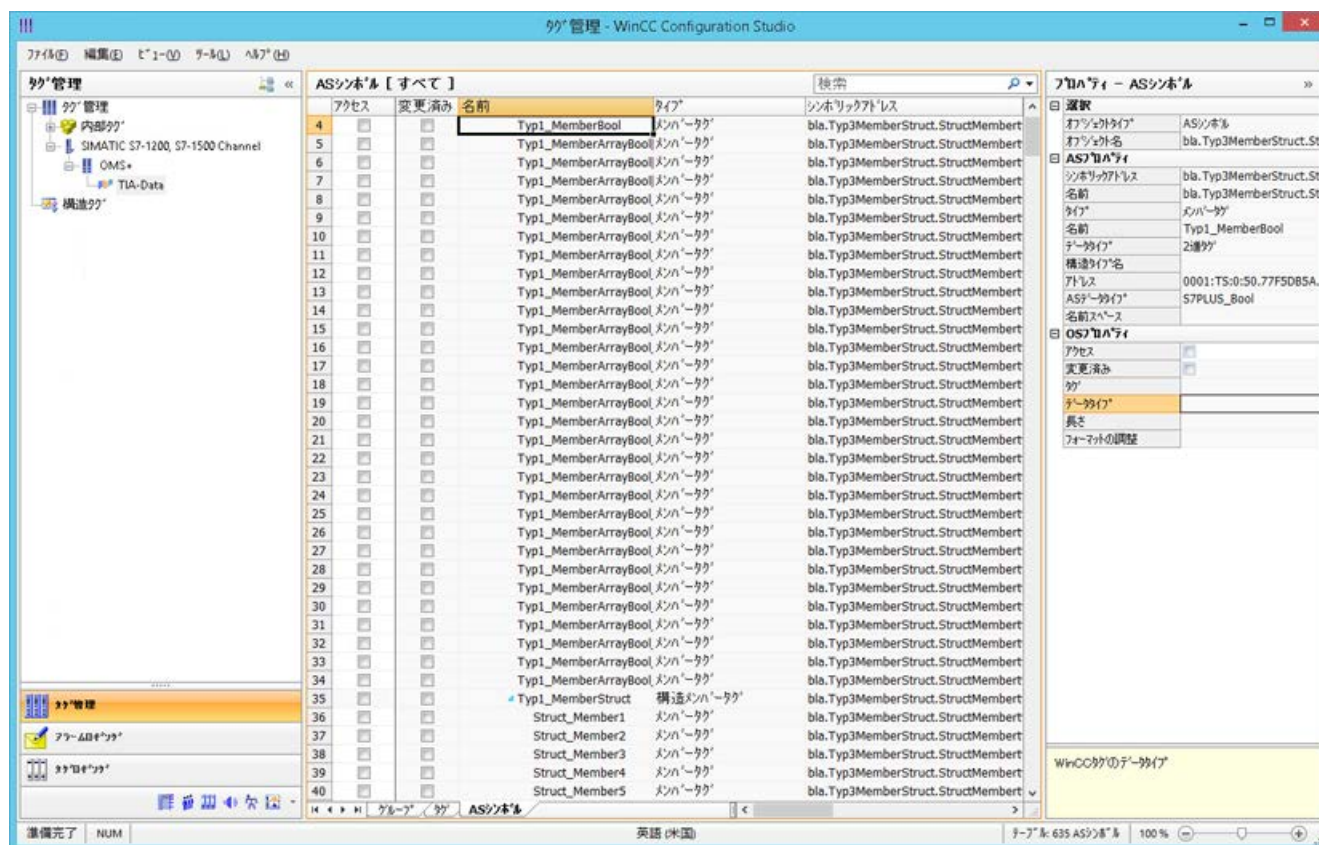 タグ管理 - WinCC Configuration Studio
ファイル(F) 編集(E) ビュー(V) ツール(L) ヘルプ(H)
タグ管理
タグ管理
内部タグ
SIMATIC S7-1200, S7-1500 Channel
OMS+
TIA-Data
構造タグ
タグ管理
アラームロギング
タグロギング
ASシンボル [ すべて ]
検索
アクセス 変更済み 名前 タイプ シンボリックアドレス
4 Typ1_MemberBool メンバータグ bla.Typ3MemberStruct.StructMembert
5 Typ1_MemberArrayBool メンバータグ bla.Typ3MemberStruct.StructMembert
6 Typ1_MemberArrayBool メンバータグ bla.Typ3MemberStruct.StructMembert
7 Typ1_MemberArrayBool メンバータグ bla.Typ3MemberStruct.StructMembert
8 Typ1_MemberArrayBool メンバータグ bla.Typ3MemberStruct.StructMembert
9 Typ1_MemberArrayBool メンバータグ bla.Typ3MemberStruct.StructMembert
10 Typ1_MemberArrayBool メンバータグ bla.Typ3MemberStruct.StructMembert
11 Typ1_MemberArrayBool メンバータグ bla.Typ3MemberStruct.StructMembert
12 Typ1_MemberArrayBool メンバータグ bla.Typ3MemberStruct.StructMembert
13 Typ1_MemberArrayBool メンバータグ bla.Typ3MemberStruct.StructMembert
14 Typ1_MemberArrayBool メンバータグ bla.Typ3MemberStruct.StructMembert
15 Typ1_MemberArrayBool メンバータグ bla.Typ3MemberStruct.StructMembert
16 Typ1_MemberArrayBool メンバータグ bla.Typ3MemberStruct.StructMembert
17 Typ1_MemberArrayBool メンバータグ bla.Typ3MemberStruct.StructMembert
18 Typ1_MemberArrayBool メンバータグ bla.Typ3MemberStruct.StructMembert
19 Typ1_MemberArrayBool メンバータグ bla.Typ3MemberStruct.StructMembert
20 Typ1_MemberArrayBool メンバータグ bla.Typ3MemberStruct.StructMembert
21 Typ1_MemberArrayBool メンバータグ bla.Typ3MemberStruct.StructMembert
22 Typ1_MemberArrayBool メンバータグ bla.Typ3MemberStruct.StructMembert
23 Typ1_MemberArrayBool メンバータグ bla.Typ3MemberStruct.StructMembert
24 Typ1_MemberArrayBool メンバータグ bla.Typ3MemberStruct.StructMembert
25 Typ1_MemberArrayBool メンバータグ bla.Typ3MemberStruct.StructMembert
26 Typ1_MemberArrayBool メンバータグ bla.Typ3MemberStruct.StructMembert
27 Typ1_MemberArrayBool メンバータグ bla.Typ3MemberStruct.StructMembert
28 Typ1_MemberArrayBool メンバータグ bla.Typ3MemberStruct.StructMembert
29 Typ1_MemberArrayBool メンバータグ bla.Typ3MemberStruct.StructMembert
30 Typ1_MemberArrayBool メンバータグ bla.Typ3MemberStruct.StructMembert
31 Typ1_MemberArrayBool メンバータグ bla.Typ3MemberStruct.StructMembert
32 Typ1_MemberArrayBool メンバータグ bla.Typ3MemberStruct.StructMembert
33 Typ1_MemberArrayBool メンバータグ bla.Typ3MemberStruct.StructMembert
34 Typ1_MemberArrayBool メンバータグ bla.Typ3MemberStruct.StructMembert
35 Typ1_MemberStruct 構造メンバータグ bla.Typ3MemberStruct.StructMembert
36 Struct_Member1 メンバータグ bla.Typ3MemberStruct.StructMembert
37 Struct_Member2 メンバータグ bla.Typ3MemberStruct.StructMembert
38 Struct_Member3 メンバータグ bla.Typ3MemberStruct.StructMembert
39 Struct_Member4 メンバータグ bla.Typ3MemberStruct.StructMembert
40 Struct_Member5 メンバータグ bla.Typ3MemberStruct.StructMembert
グループ タグ ASシンボル
プロパティ - ASシンボル
選択
オブジェクトタイプ ASシンボル
オブジェクト名 bla.Typ3MemberStruct.St
ASプロパティ
シンボリックアドレス bla.Typ3MemberStruct.St
名前 bla.Typ3MemberStruct.St
タイプ メンバータグ
名前 Typ1_MemberBool
データタイプ 2進タグ
構造タイプ名
アドレス 0001:TS:0:50.77F5DB5A.
ASデータタイプ S7PLUS_Bool
名前スペース
OSプロパティ
アクセス
変更済み
タグ
データタイプ
長さ
フォーマットの調整
WinCCタグのデータタイプ
準備完了 NUM 英語 (米国) テーブル: 635 ASシンボル 100 %